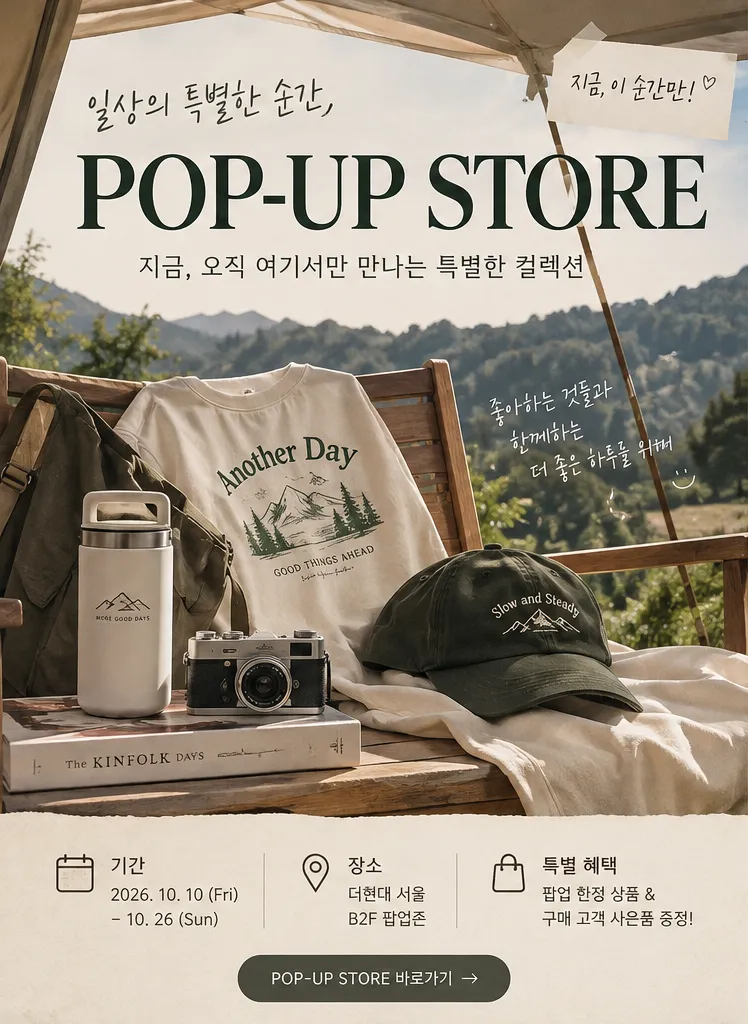 일상의 특별한 순간,
지금, 이 순간만! ♡
POP-UP STORE
지금, 오직 여기서만 만나는 특별한 컬렉션
좋아하는 것들과
함께하는
더 좋은 하루를 위해
Another Day
GOOD THINGS AHEAD
Slow and Steady
MORE GOOD DAYS
The KINFOLK DAYS
기간
2026. 10. 10 (Fri)
– 10. 26 (Sun)
장소
더현대 서울
B2F 팝업존
특별 혜택
팝업 한정 상품 &
구매 고객 사은품 증정!
POP-UP STORE 바로가기 →